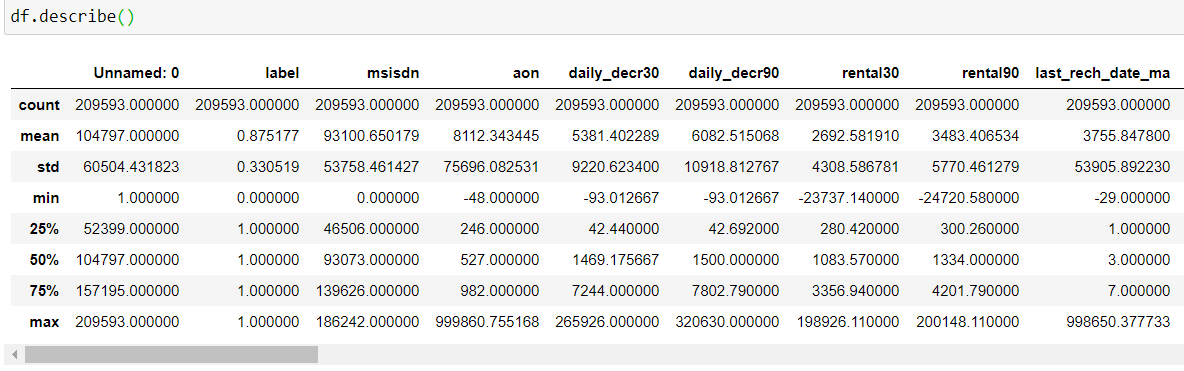 df.describe()
Unnamed: 0 label msisdn aon daily_decr30 daily_decr90 rental30 rental90 last_rech_date_ma
count 209593.000000 209593.000000 209593.000000 209593.000000 209593.000000 209593.000000 209593.000000 209593.000000 209593.000000
mean 104797.000000 0.875177 93100.650179 8112.343445 5381.402289 6082.515068 2692.581910 3483.406534 3755.847800
std 60504.431823 0.330519 53758.461427 75696.082531 9220.623400 10918.812767 4308.586781 5770.461279 53905.892230
min 1.000000 0.000000 0.000000 -48.000000 -93.012667 -93.012667 -23737.140000 -24720.580000 -29.000000
25% 52399.000000 1.000000 46506.000000 246.000000 42.440000 42.692000 280.420000 300.260000 1.000000
50% 104797.000000 1.000000 93073.000000 527.000000 1469.175667 1500.000000 1083.570000 1334.000000 3.000000
75% 157195.000000 1.000000 139626.000000 982.000000 7244.000000 7802.790000 3356.940000 4201.790000 7.000000
max 209593.000000 1.000000 186242.000000 999860.755168 265926.000000 320630.000000 198926.110000 200148.110000 998650.377733